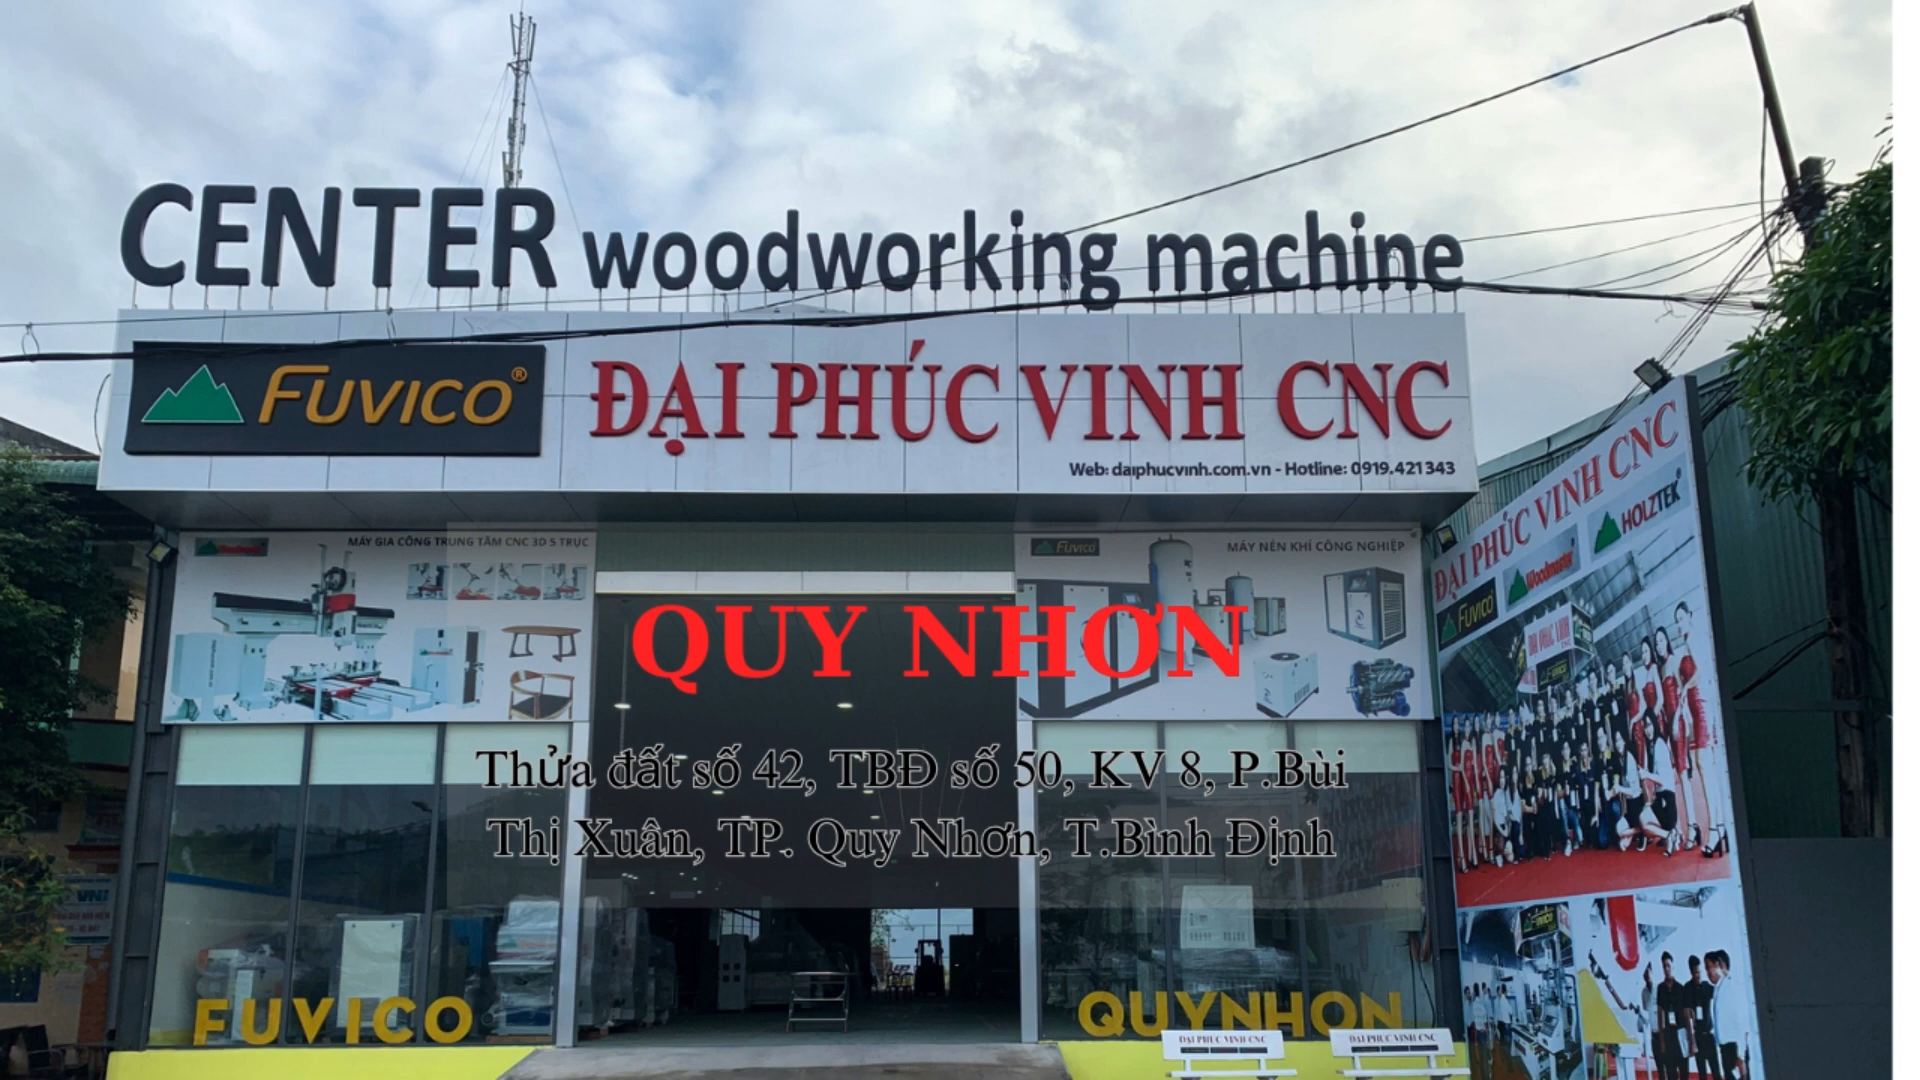 CENTER woodworking machine
FUVICO®
ĐẠI PHÚC VINH CNC
Web: daiphucvinh.com.vn - Hotline: 0919.421343
MÁY GIA CÔNG TRUNG TÂM CNC 3D 5 TRỤC
FUVICO
MÁY NÉN KHÍ CÔNG NGHIỆP
ĐẠI PHÚC VINH CNC
FUVICO
Woodmaster
HOLZTEK
QUY NHƠN
Thửa đất số 42, TBĐ số 50, KV 8, P.Bùi
Thị Xuân, TP. Quy Nhơn, T.Bình Định
FUVICO
QUYNHON
ĐẠI PHUC VINH CNC
ĐẠI PHUC VINH CNC